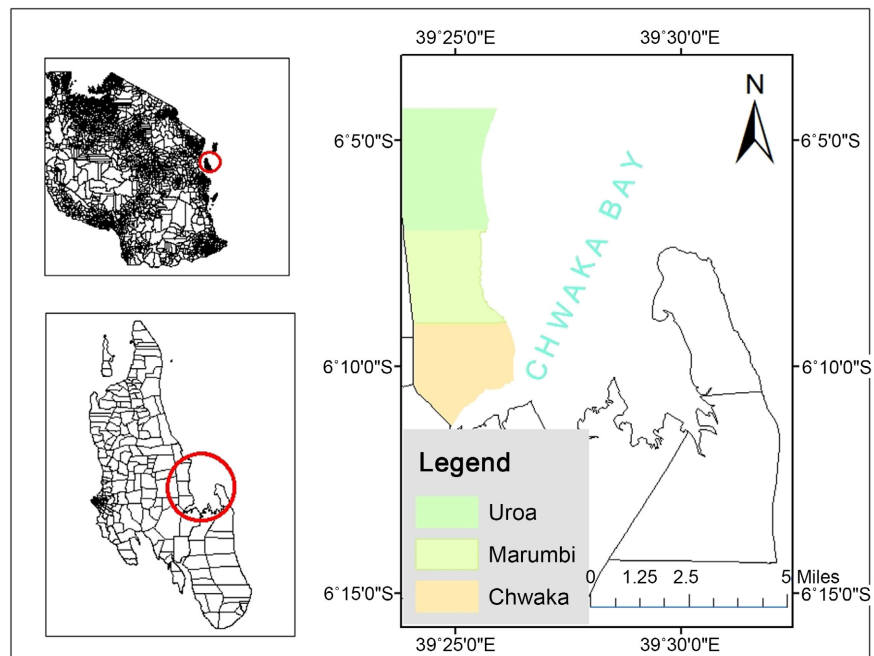 39°25'0"E 39°30'0"E
N
6°5'0"S 6°5'0"S
CHWAKA BAY
6°10'0"S 6°10'0"S
Legend
Uroa
Marumbi
Chwaka
0 1.25 2.5 5 Miles
6°15'0"S 6°15'0"S
39°25'0"E 39°30'0"E